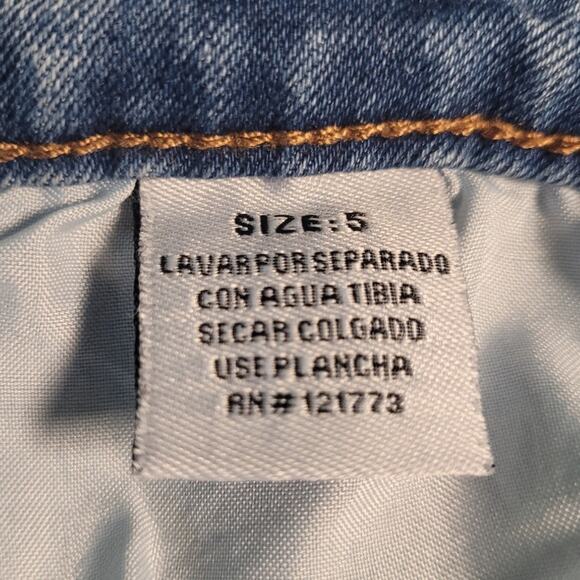 SIZE:5
LAVAR POR SEPARADO
CON AGUA TIBIA
SECAR COLGADO
USE PLANCHA
RN# 121773